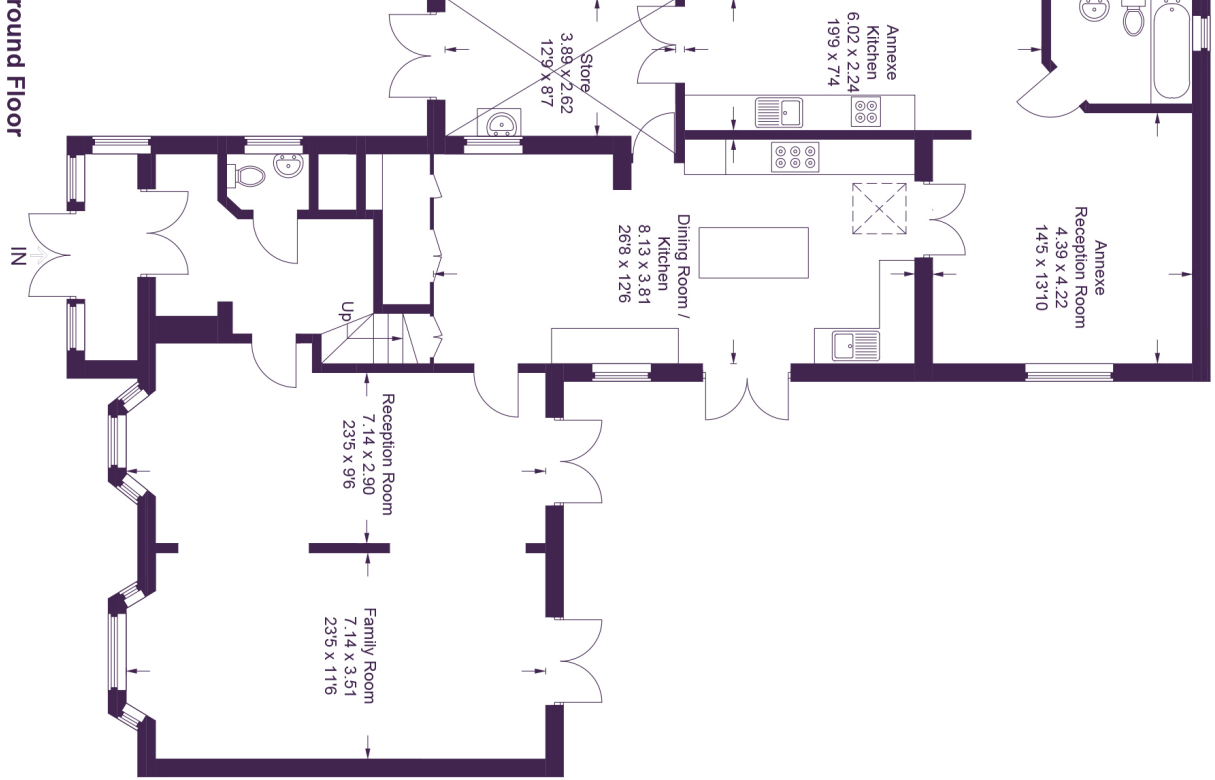 Annexe
Kitchen
6.02 x 2.24
19'9 x 7'4
Store
3.89 x 2.62
12'9 x 8'7
Annexe
Reception Room
4.39 x 4.22
14'5 x 13'10
Dining Room /
Kitchen
8.13 x 3.81
26'8 x 12'6
Up
IN
Reception Room
7.14 x 2.90
23'5 x 9'6
Family Room
7.14 x 3.51
23'5 x 11'6
round Floor